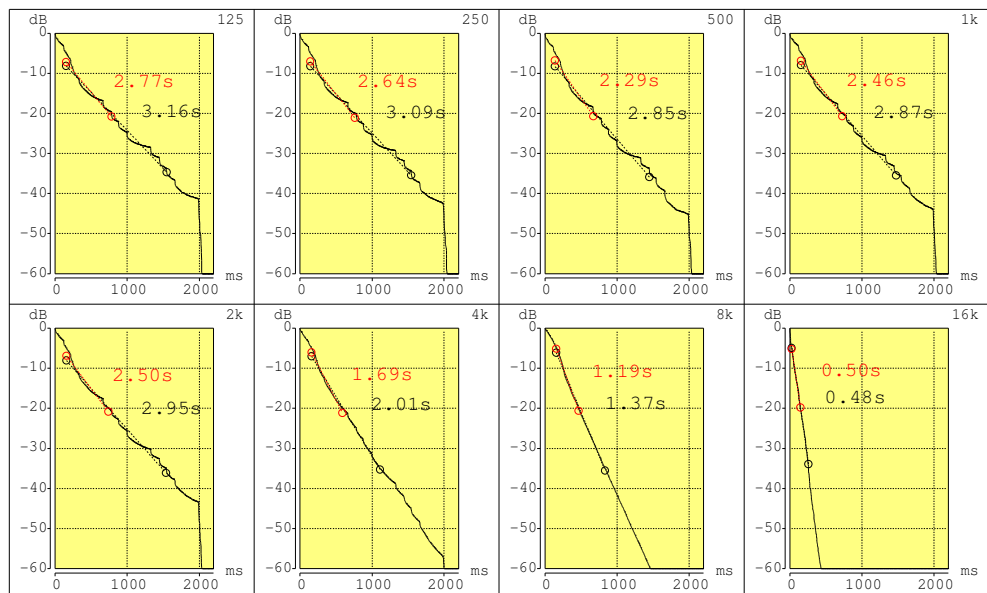 dB 125
0
-10
2.77s
-20
3.16s
-30
-40
-50
-60
ms
0 1000 2000
dB 250
0
-10
2.64s
-20
3.09s
-30
-40
-50
-60
ms
0 1000 2000
dB 500
0
-10
2.29s
-20
2.85s
-30
-40
-50
-60
ms
0 1000 2000
dB 1k
0
-10
2.46s
-20
2.87s
-30
-40
-50
-60
ms
0 1000 2000
dB 2k
0
-10
2.50s
-20
2.95s
-30
-40
-50
-60
ms
0 1000 2000
dB 4k
0
-10
1.69s
-20
2.01s
-30
-40
-50
-60
ms
0 1000 2000
dB 8k
0
-10
1.19s
-20
1.37s
-30
-40
-50
-60
ms
0 1000 2000
dB 16k
0
-10
0.50s
-20
0.48s
-30
-40
-50
-60
ms
0 1000 2000